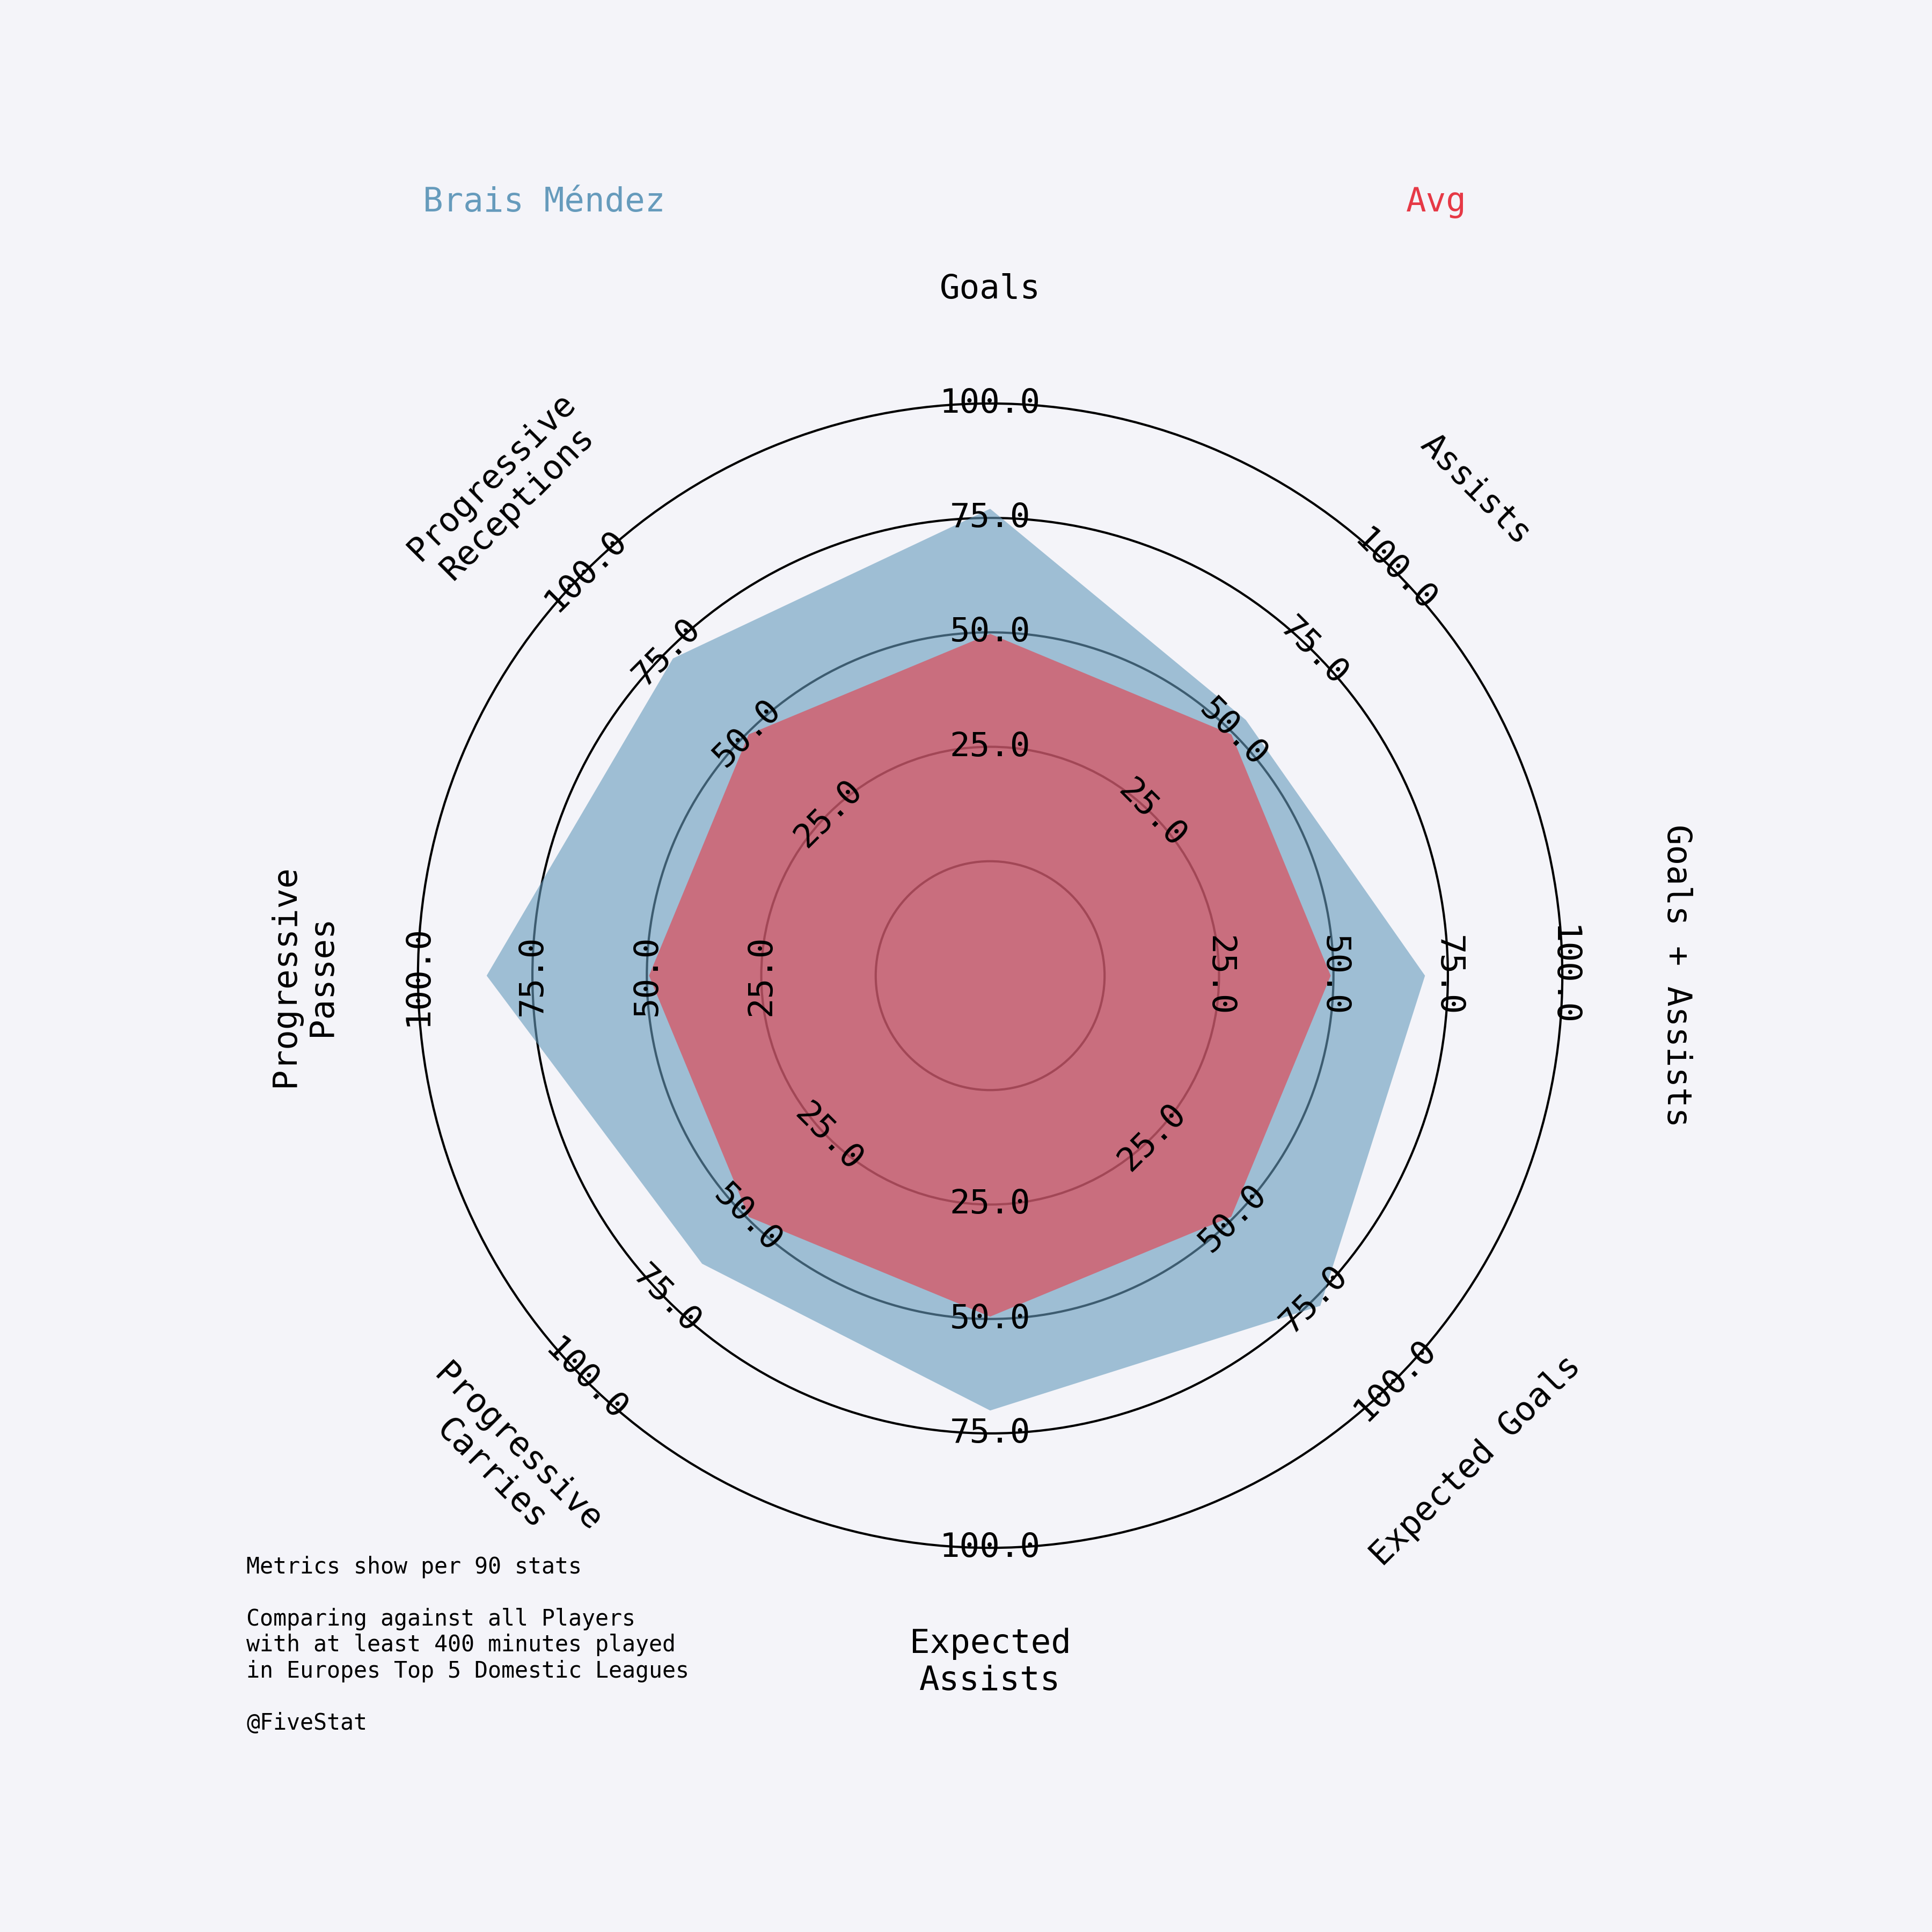 Brais Méndez
Avg
Goals
Assists
Goals + Assists
Expected Goals
Expected
Assists
Progressive
Carries
Progressive
Passes
Progressive
Receptions
25.0
50.0
75.0
100.0
25.0
50.0
75.0
100.0
25.0
50.0
75.0
100.0
25.0
50.0
75.0
100.0
25.0
50.0
75.0
100.0
25.0
50.0
75.0
100.0
25.0
50.0
75.0
100.0
25.0
50.0
75.0
100.0
Metrics show per 90 stats
Comparing against all Players
with at least 400 minutes played
in Europes Top 5 Domestic Leagues
@FiveStat